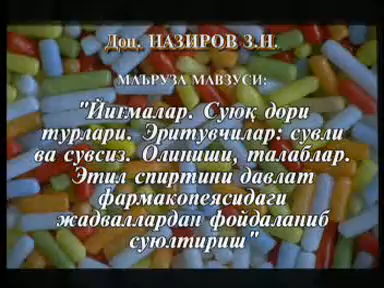 Доц. НАЗИРОВ З.Н.
МАЪРУЗА МАВЗУСИ:
"Йиғмалар. Суюқ дори
турлари. Эритувчилар: сувли
ва сувсиз. Олиниши, талаблар.
Этил спиртини давлат
фармакопеясидаги
жадваллардан фойдаланиб
суюлтириш"